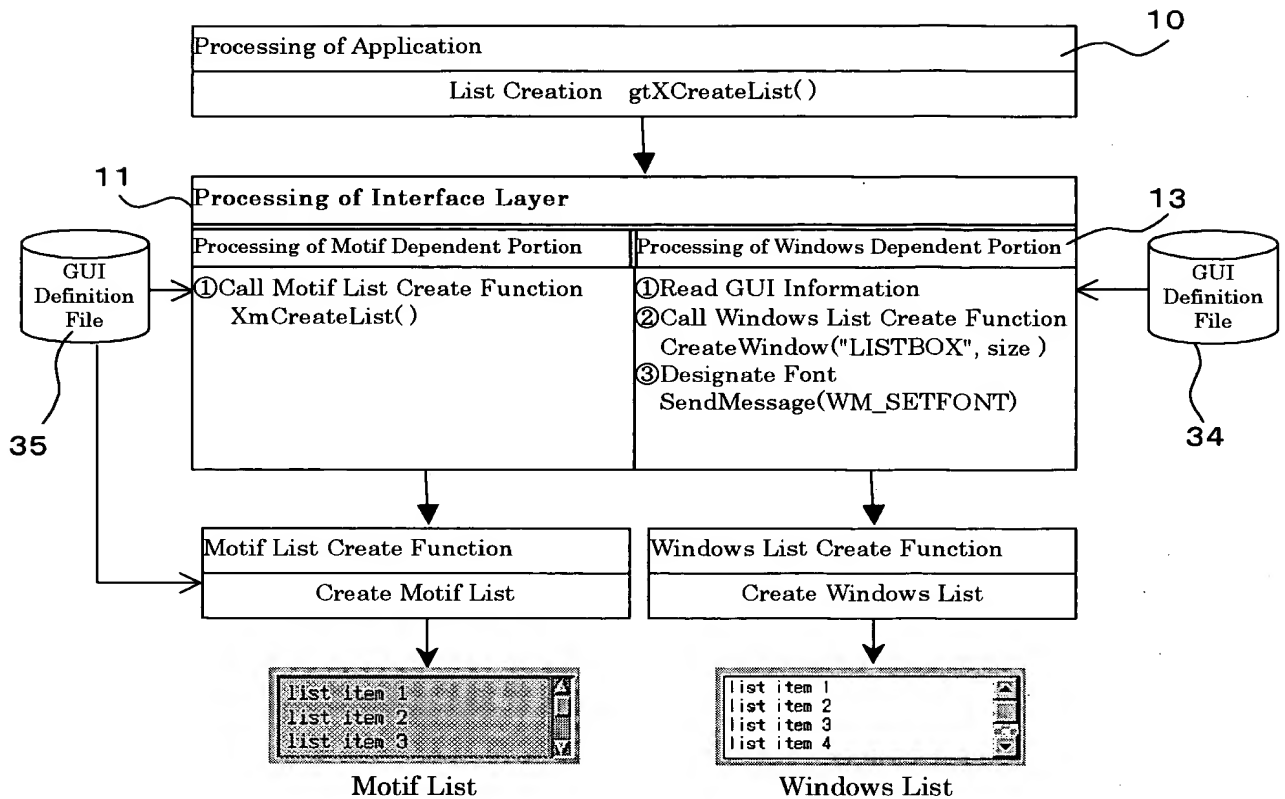 10
Processing of Application
List Creation gtXCreateList( )
11
Processing of Interface Layer
13
Processing of Motif Dependent Portion
Processing of Windows Dependent Portion
GUI
Definition
File
35
①Call Motif List Create Function
XmCreateList( )
①Read GUI Information
②Call Windows List Create Function
CreateWindow("LISTBOX", size )
③Designate Font
SendMessage(WM_SETFONT)
GUI
Definition
File
34
Motif List Create Function
Create Motif List
Windows List Create Function
Create Windows List
list item 1
list item 2
list item 3
Motif List
list item 1
list item 2
list item 3
list item 4
Windows List